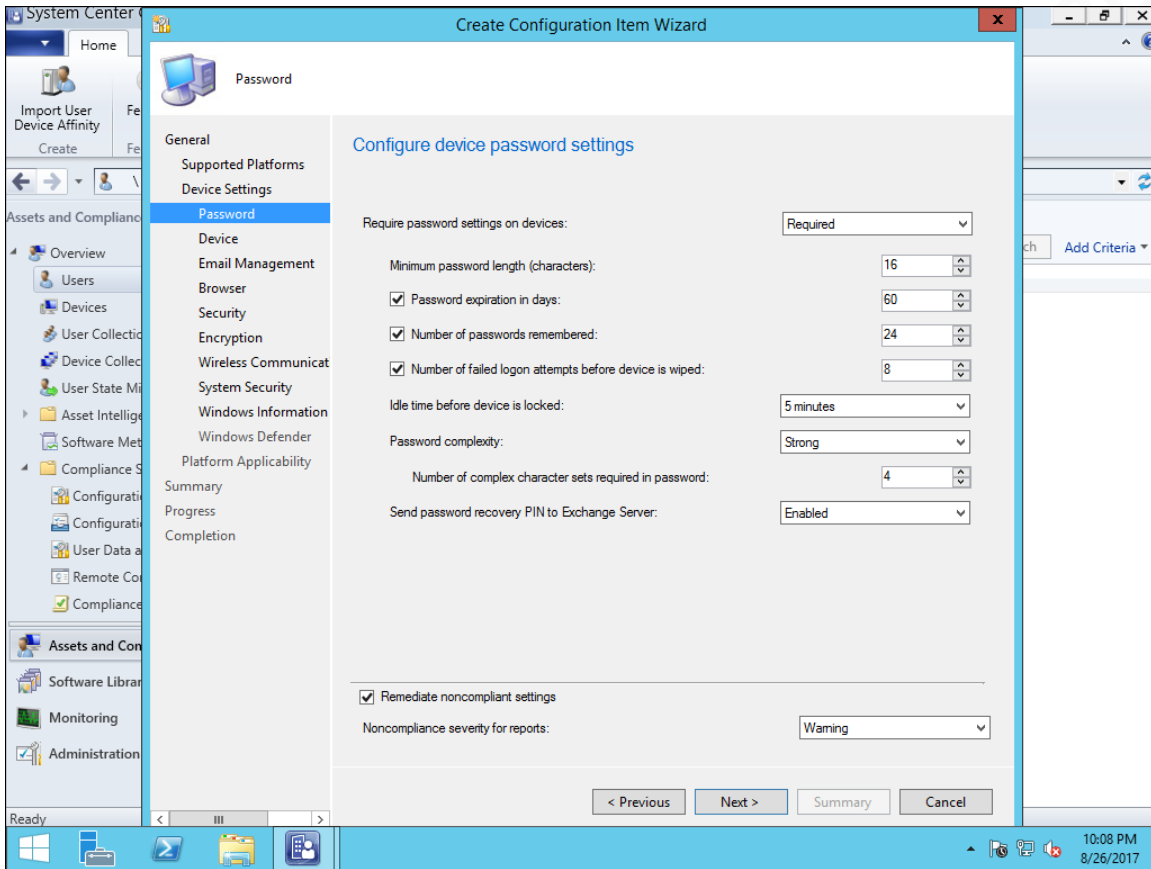 System Center
Create Configuration Item Wizard
Home
Import User
Device Affinity
Fe
Create
Fe
Password
\
Assets and Complianc
Overview
Users
Devices
User Collectio
Device Collec
User State Mi
Asset Intellige
Software Met
Compliance S
Configurati
Configurati
User Data a
Remote Co
Compliance
Assets and Com
Software Librar
Monitoring
Administration
Ready
General
Supported Platforms
Device Settings
Password
Device
Email Management
Browser
Security
Encryption
Wireless Communicat
System Security
Windows Information
Windows Defender
Platform Applicability
Summary
Progress
Completion
Configure device password settings
Require password settings on devices: Required
Minimum password length (characters): 16
Password expiration in days: 60
Number of passwords remembered: 24
Number of failed logon attempts before device is wiped: 8
Idle time before device is locked: 5 minutes
Password complexity: Strong
Number of complex character sets required in password: 4
Send password recovery PIN to Exchange Server: Enabled
Remediate noncompliant settings
Noncompliance severity for reports: Warning
< Previous Next > Summary Cancel
ch Add Criteria
10:08 PM
8/26/2017